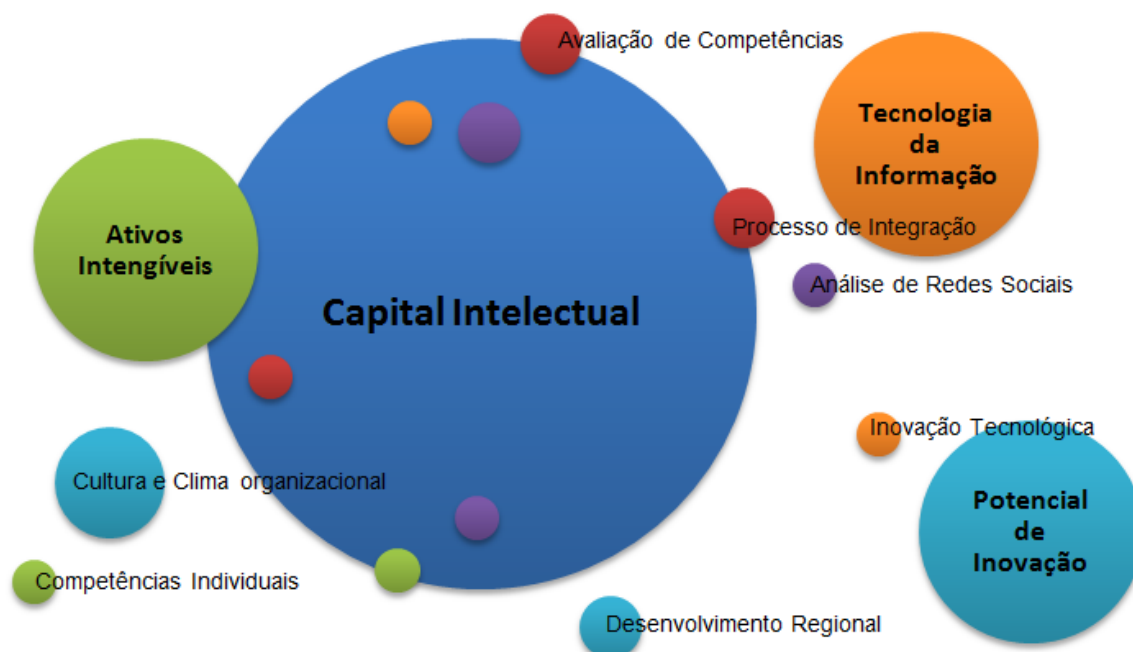 Avaliação de Competências
Tecnologia
da
Informação
Ativos
Intengíveis
Processo de Integração
Análise de Redes Sociais
Capital Intelectual
Inovação Tecnológica
Cultura e Clima organizacional
Potencial
de
Inovação
Competências Individuais
Desenvolvimento Regional